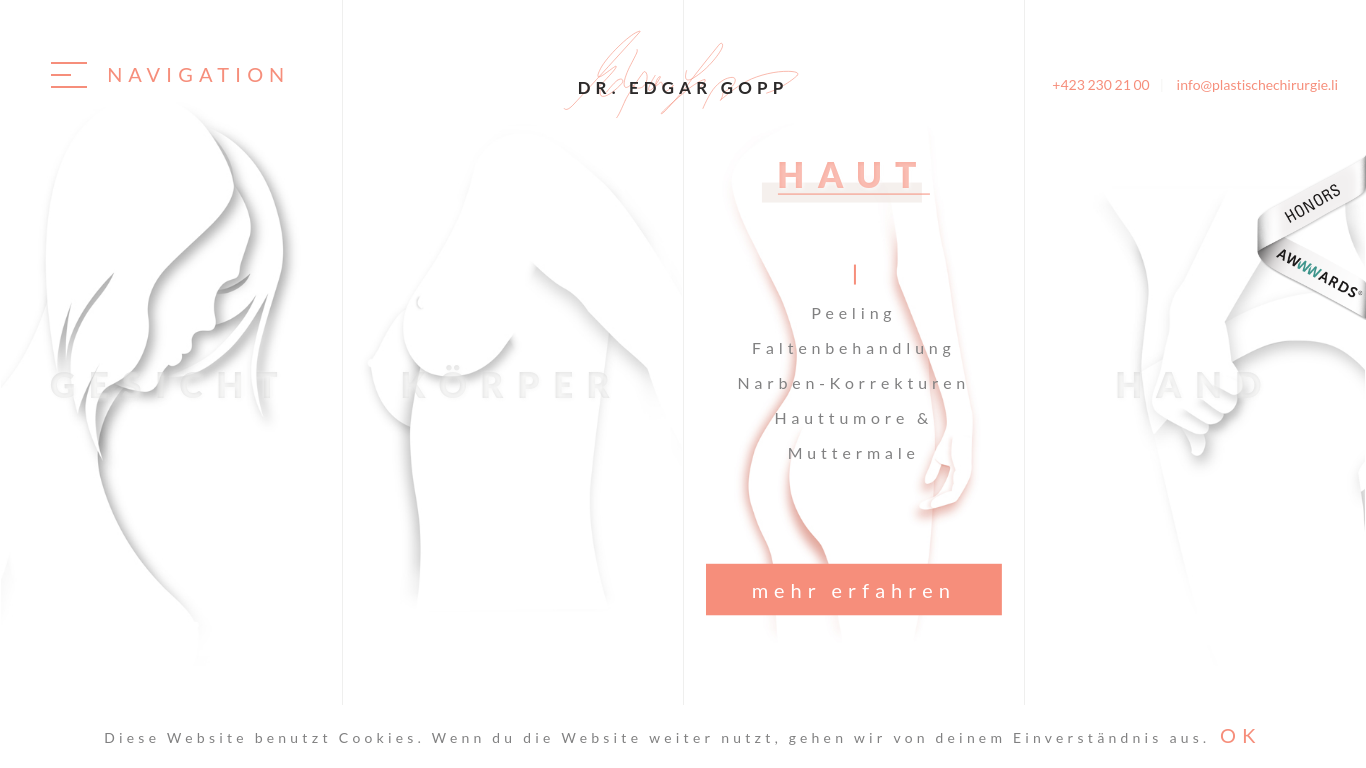 NAVIGATION
DR. EDGAR GOPP
+423 230 21 00
info@plastischechirurgie.li
HONORS
AWWWARDS®
GESICHT
KÖRPER
HAUT
Peeling
Faltenbehandlung
Narben-Korrekturen
Hauttumore &
Muttermale
mehr erfahren
HAND
Diese Website benutzt Cookies. Wenn du die Website weiter nutzt, gehen wir von deinem Einverständnis aus. OK